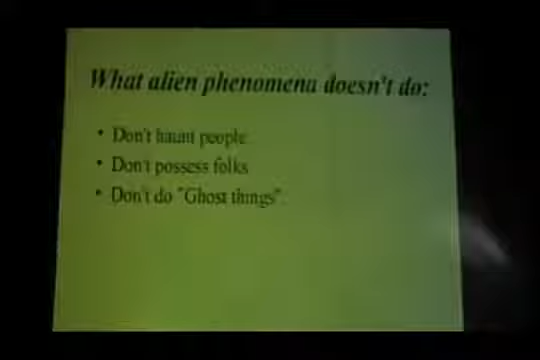 What alien phenomena doesn't do:
• Don't haunt people.
• Don't possess folks
• Don't do "Ghost things".